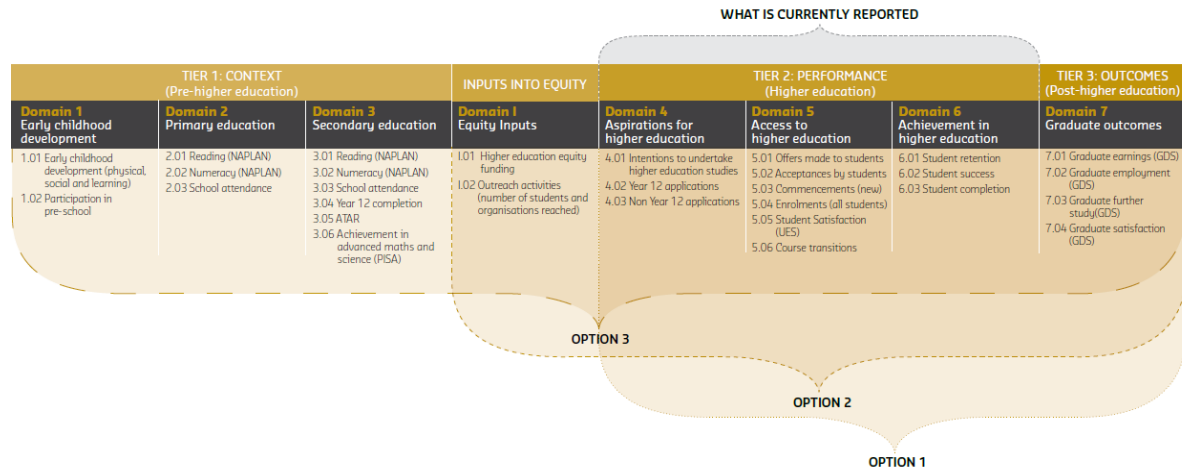 WHAT IS CURRENTLY REPORTED
TIER 1: CONTEXT
(Pre-higher education)
INPUTS INTO EQUITY
TIER 2: PERFORMANCE
(Higher education)
TIER 3: OUTCOMES
(Post-higher education)
Domain 1
Early childhood
development
Domain 2
Primary education
Domain 3
Secondary education
Domain I
Equity Inputs
Domain 4
Aspirations for
higher education
Domain 5
Access to
higher education
Domain 6
Achievement in
higher education
Domain 7
Graduate outcomes
1.01 Early childhood
development (physical,
social and learning)
1.02 Participation in
pre-school
2.01 Reading (NAPLAN)
2.02 Numeracy (NAPLAN)
2.03 School attendance
3.01 Reading (NAPLAN)
3.02 Numeracy (NAPLAN)
3.03 School attendance
3.04 Year 12 completion
3.05 ATAR
3.06 Achievement in
advanced maths and
science (PISA)
I.01 Higher education equity
funding
I.02 Outreach activities
(number of students and
organisations reached)
4.01 Intentions to undertake
higher education studies
4.02 Year 12 applications
4.03 Non Year 12 applications
5.01 Offers made to students
5.02 Acceptances by students
5.03 Commencements (new)
5.04 Enrolments (all students)
5.05 Student Satisfaction
(UES)
5.06 Course transitions
6.01 Student retention
6.02 Student success
6.03 Student completion
7.01 Graduate earnings (GDS)
7.02 Graduate employment
(GDS)
7.03 Graduate further
study(GDS)
7.04 Graduate satisfaction
(GDS)
OPTION 3
OPTION 2
OPTION 1